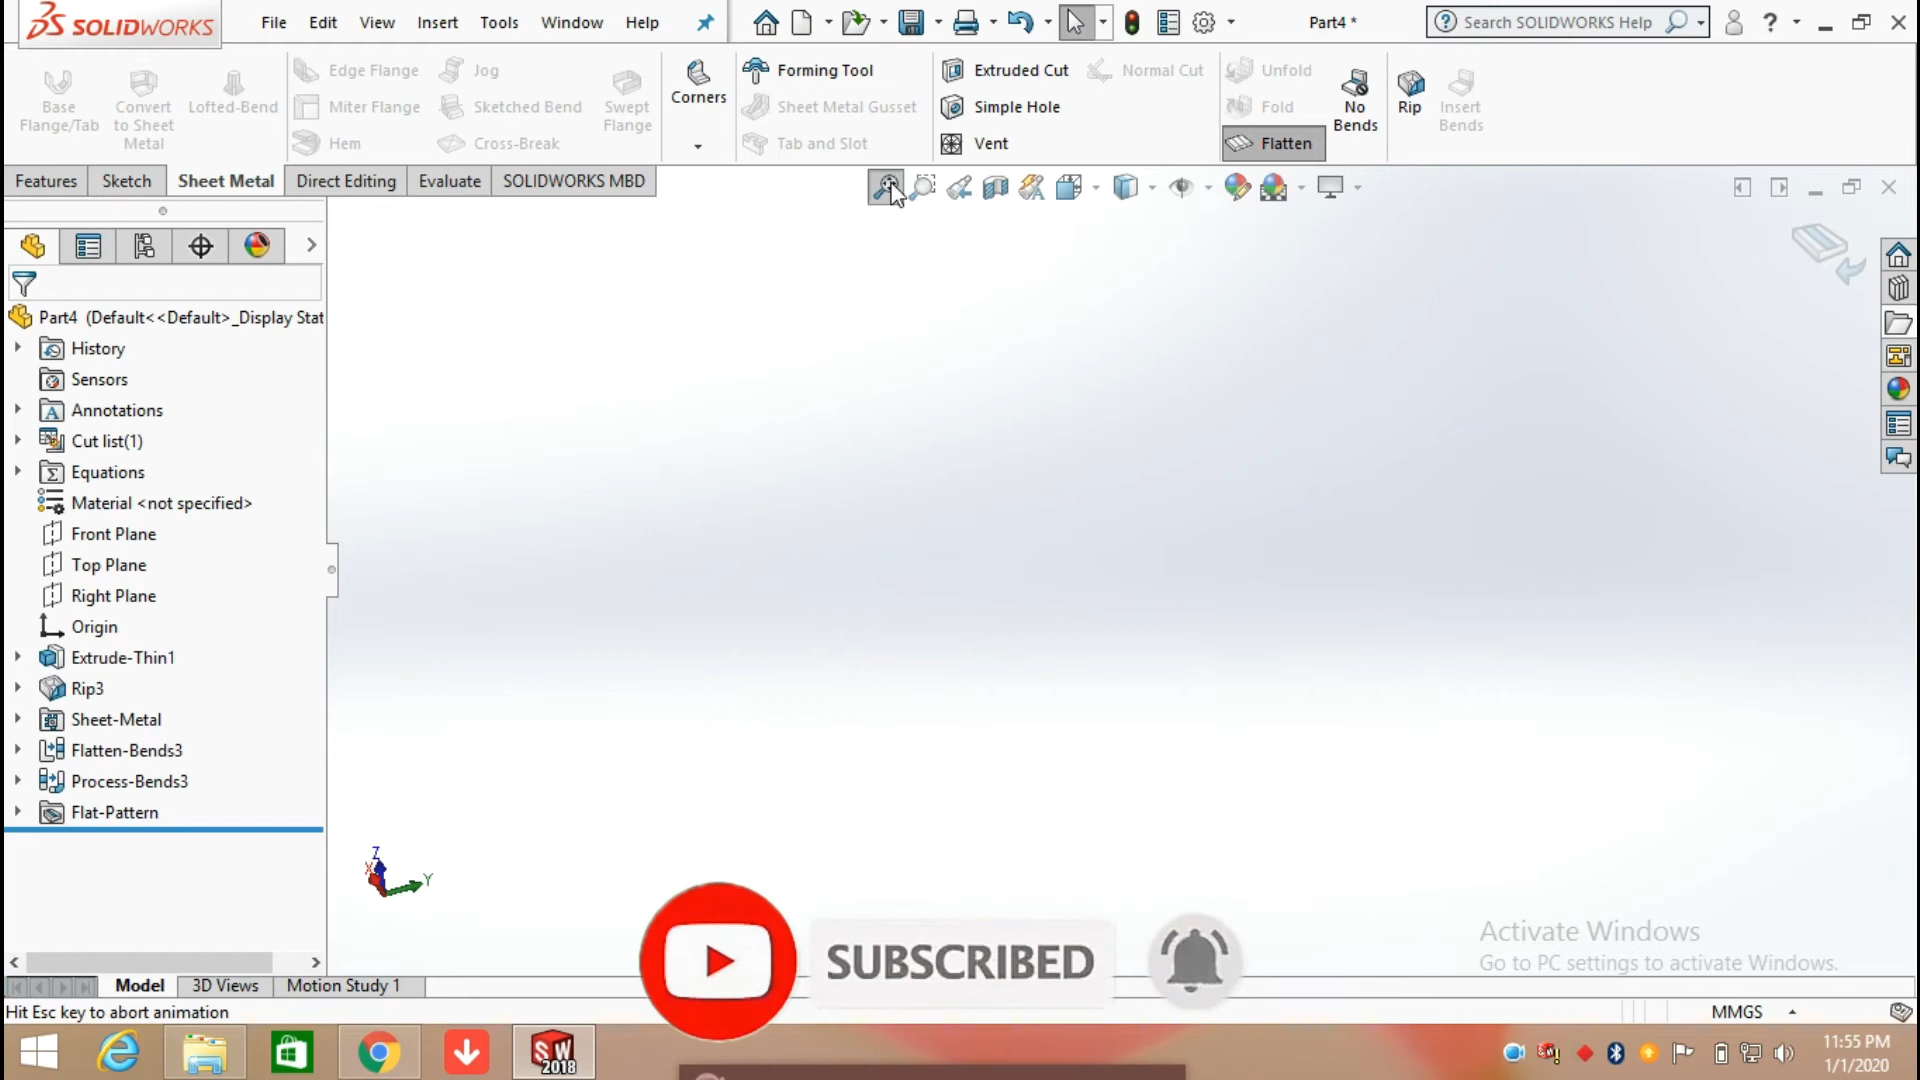 SOLIDWORKS
File Edit View Insert Tools Window Help
Part4 *
Search SOLIDWORKS Help
?
Base Flange/Tab
Convert to Sheet Metal
Lofted-Bend
Edge Flange
Miter Flange
Hem
Jog
Sketched Bend
Cross-Break
Swept Flange
Corners
Forming Tool
Sheet Metal Gusset
Tab and Slot
Extruded Cut
Simple Hole
Vent
Normal Cut
Unfold
Fold
Flatten
No Bends
Rip
Insert Bends
Features Sketch Sheet Metal Direct Editing Evaluate SOLIDWORKS MBD
Part4 (Default<<Default>_Display Stat
History
Sensors
Annotations
Cut list(1)
Equations
Material <not specified>
Front Plane
Top Plane
Right Plane
Origin
Extrude-Thin1
Rip3
Sheet-Metal
Flatten-Bends3
Process-Bends3
Flat-Pattern
Z
X
Y
SUBSCRIBED
Activate Windows
Go to PC settings to activate Windows.
Model 3D Views Motion Study 1
Hit Esc key to abort animation
MMGS
SW
2018
11:55 PM
1/1/2020